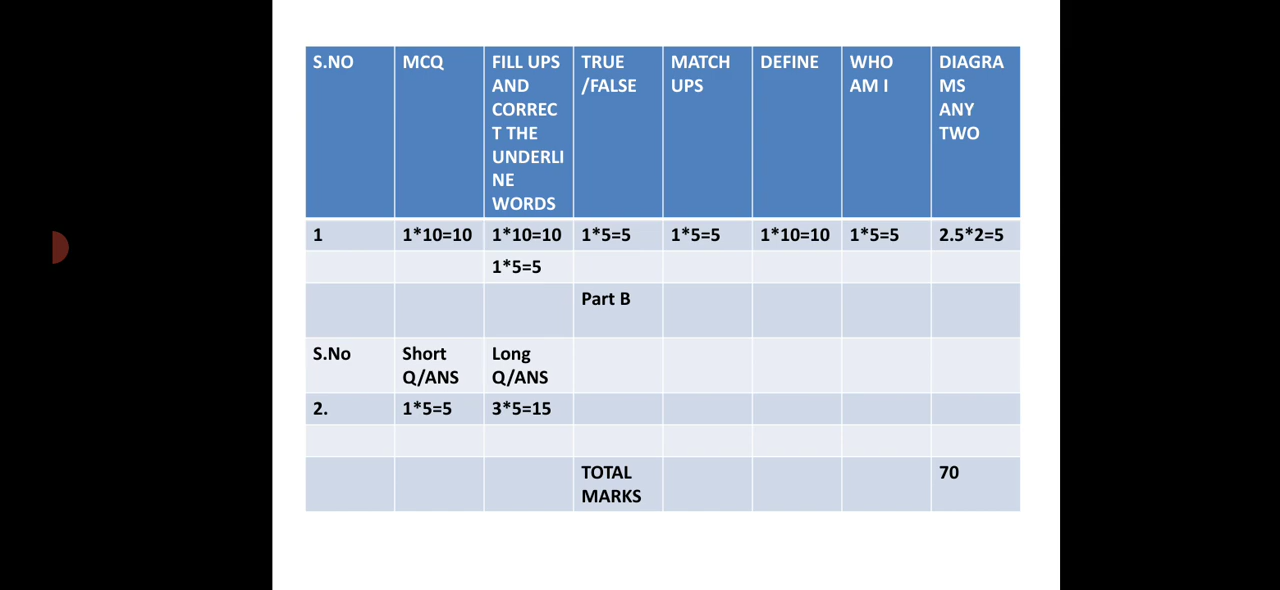 S.NO MCQ FILL UPS TRUE MATCH DEFINE WHO DIAGRA
AND /FALSE UPS AM I MS
CORREC ANY
T THE TWO
UNDERLI
NE
WORDS
1 1*10=10 1*10=10 1*5=5 1*5=5 1*10=10 1*5=5 2.5*2=5
1*5=5
Part B
S.No Short Long
Q/ANS Q/ANS
2. 1*5=5 3*5=15
TOTAL 70
MARKS